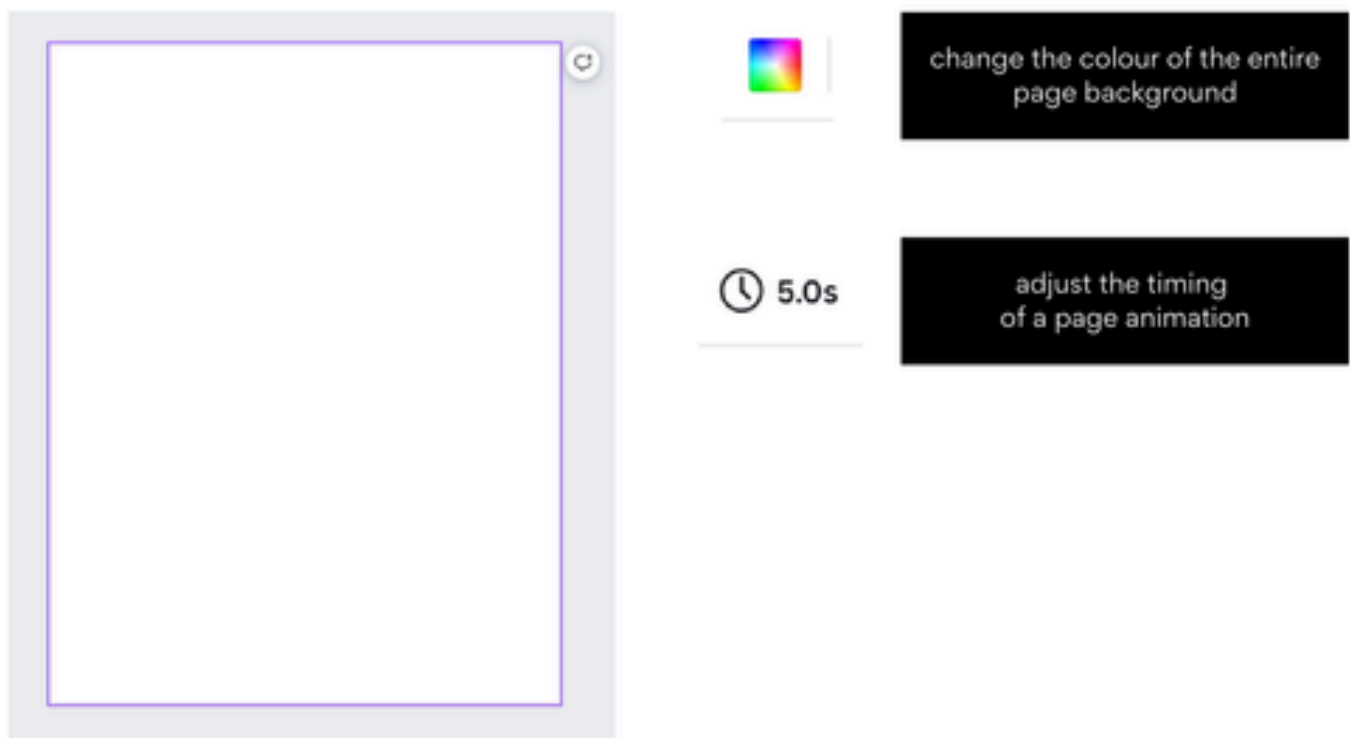 change the colour of the entire
page background
5.0s
adjust the timing
of a page animation